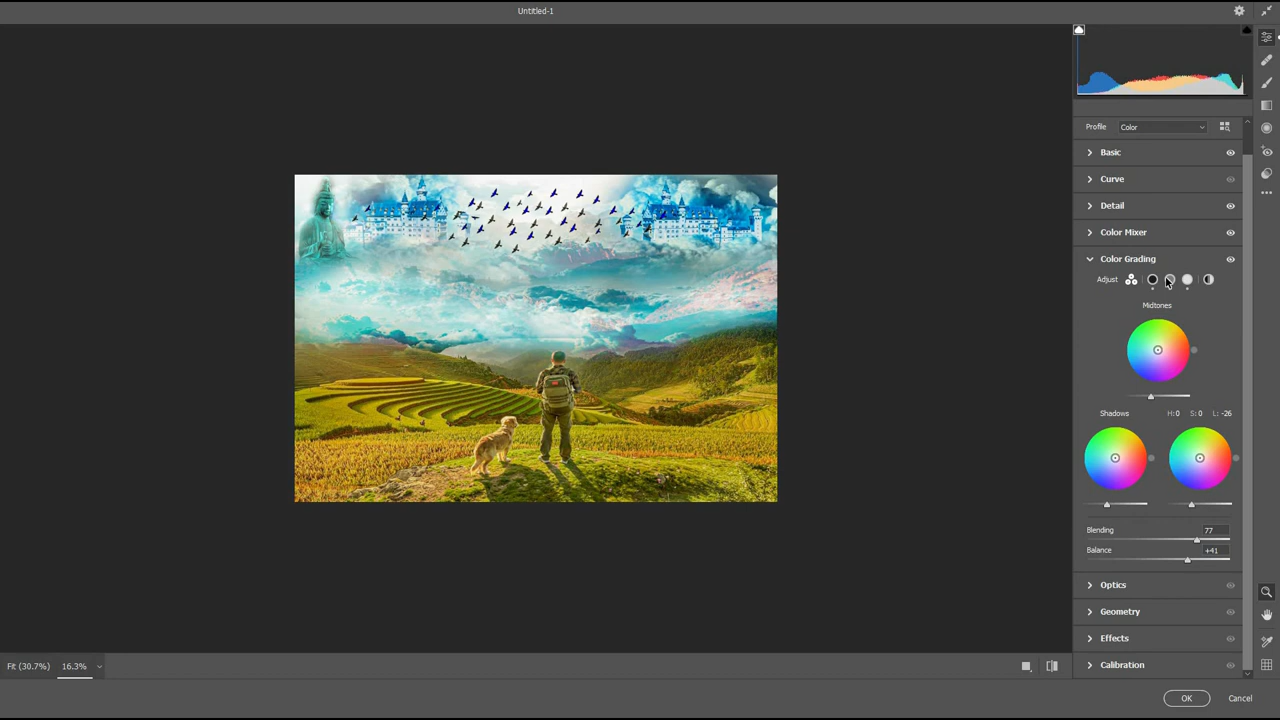 Untitled-1
Profile Color
Basic
Curve
Detail
Color Mixer
Color Grading
Adjust
Midtones
Shadows H: 0 S: 0 L: -26
Blending 77
Balance +41
Optics
Geometry
Effects
Calibration
Fit (30.7%) 16.3%
OK Cancel